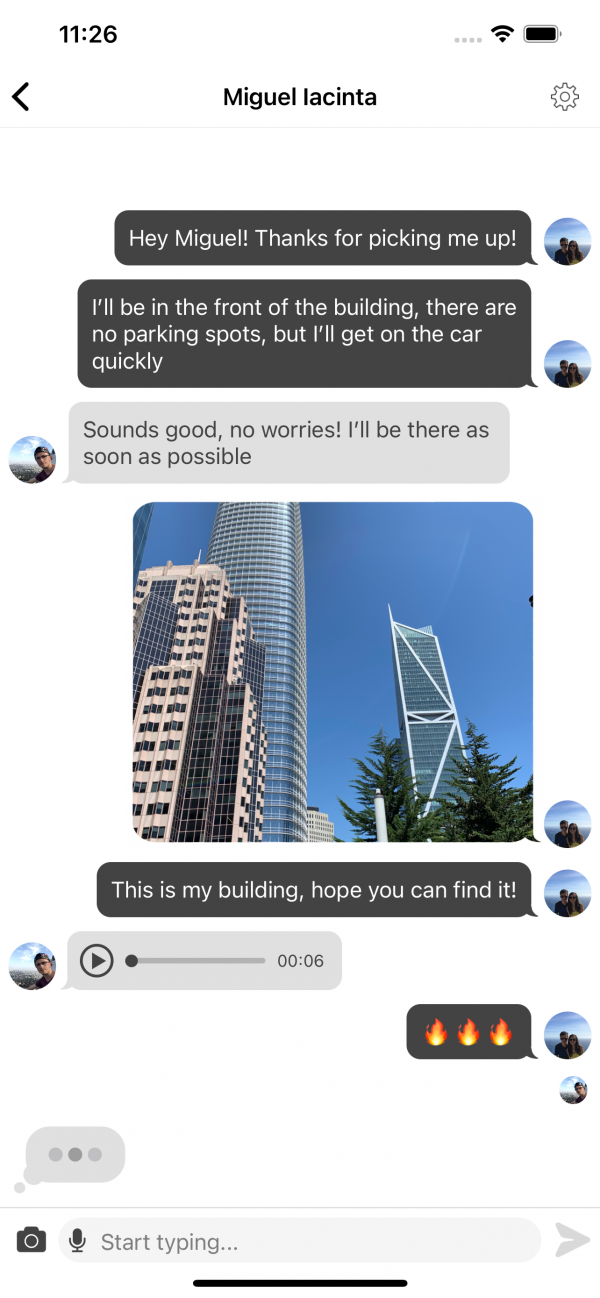 11:26
Miguel Iacinta
Hey Miguel! Thanks for picking me up!
I’ll be in the front of the building, there are
no parking spots, but I’ll get on the car
quickly
Sounds good, no worries! I’ll be there as
soon as possible
This is my building, hope you can find it!
00:06
🔥🔥🔥
Start typing...